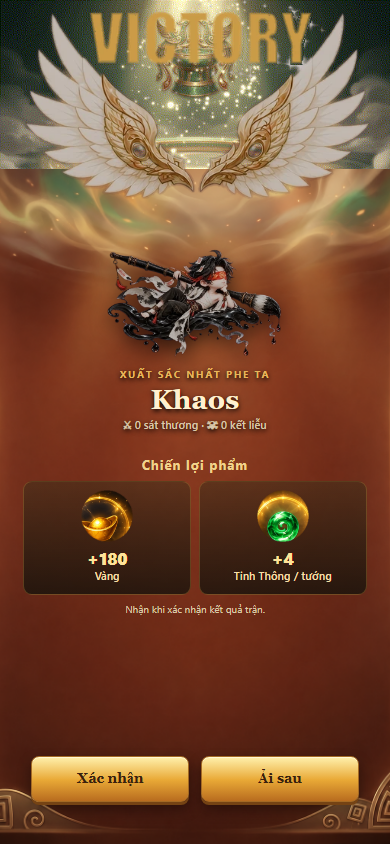 VICTORY
XUẤT SẮC NHẤT PHE TA
Khaos
0 sát thương · 0 kết liễu
Chiến lợi phẩm
+180
Vàng
+4
Tinh Thông / tướng
Nhận khi xác nhận kết quả trận.
Xác nhận
Ải sau